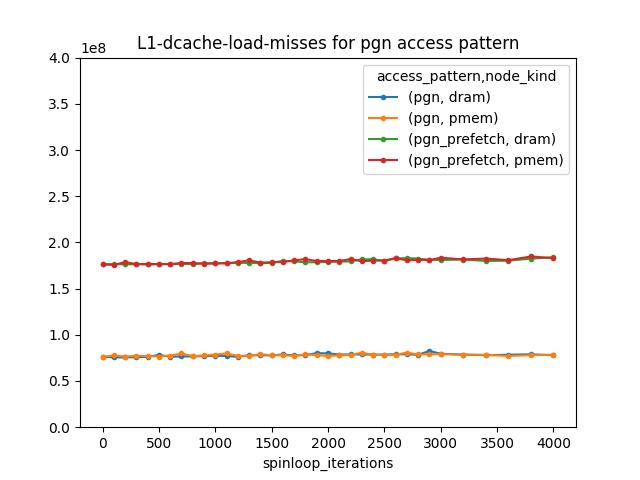 L1-dcache-load-misses for pgn access pattern
1e8
4.0
3.5
3.0
2.5
2.0
1.5
1.0
0.5
0.0
access_pattern,node_kind
(pgn, dram)
(pgn, pmem)
(pgn_prefetch, dram)
(pgn_prefetch, pmem)
0 500 1000 1500 2000 2500 3000 3500 4000
spinloop_iterations